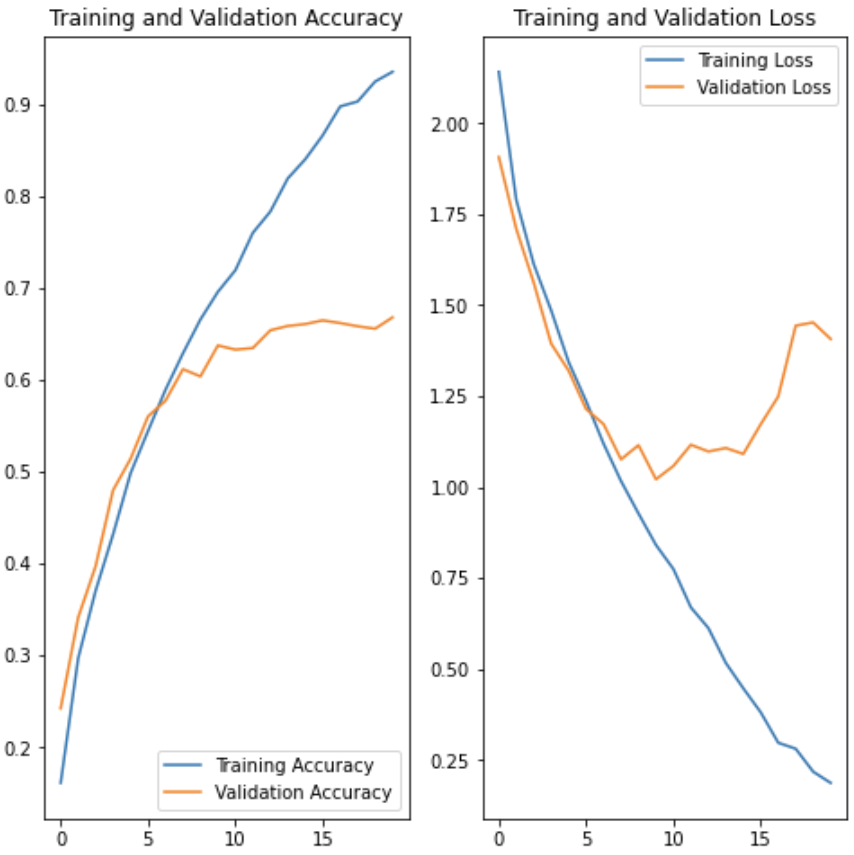 Training and Validation Accuracy
0.9
0.8
0.7
0.6
0.5
0.4
0.3
0.2
Training Accuracy
Validation Accuracy
0 5 10 15
Training and Validation Loss
Training Loss
Validation Loss
2.00
1.75
1.50
1.25
1.00
0.75
0.50
0.25
0 5 10 15